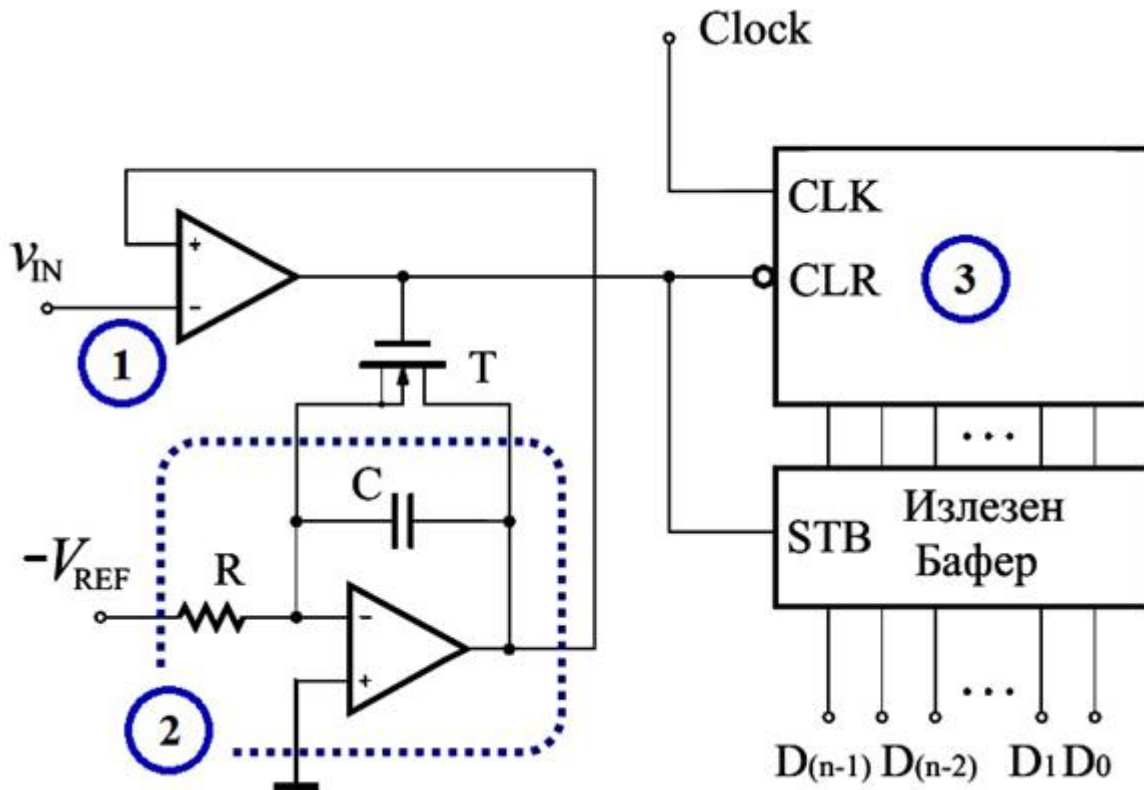 Clock
CLK
+
vIN
CLR
3
−
1
T
C
−VREF
R
STB
Излезен
Бафер
−
+
2
...
...
D(n-1) D(n-2) D1 D0